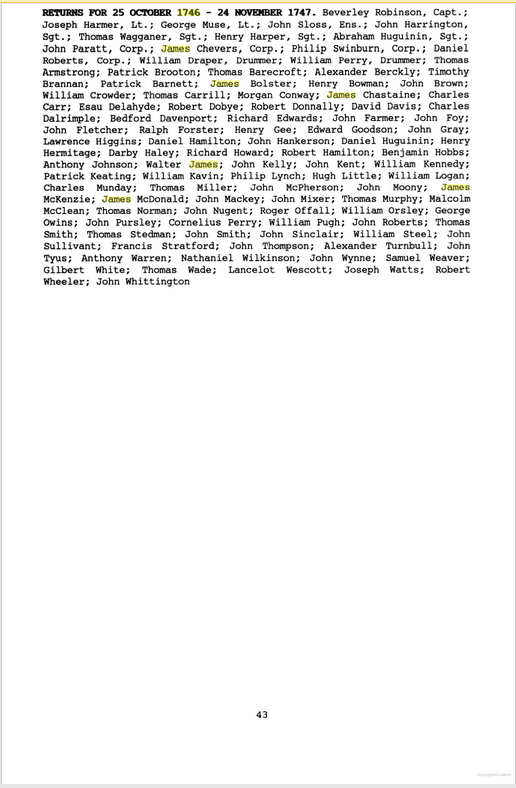 RETURNS FOR 25 OCTOBER 1746 - 24 NOVEMBER 1747. Beverley Robinson, Capt.;
Joseph Harmer, Lt.; George Muse, Lt.; John Sloss, Ens.; John Harrington,
Sgt.; Thomas Wagganer, Sgt.; Henry Harper, Sgt.; Abraham Huguinin, Sgt.;
John Paratt, Corp.; James Chevers, Corp.; Philip Swinburn, Corp.; Daniel
Roberts, Corp.; William Draper, Drummer; William Perry, Drummer; Thomas
Armstrong; Patrick Brooton; Thomas Barecroft; Alexander Berckly; Timothy
Brannan; Patrick Barnett; James Bolster; Henry Bowman; John Brown;
William Crowder; Thomas Carrill; Morgan Conway; James Chastaine; Charles
Carr; Esau Delahyde; Robert Dobye; Robert Donnally; David Davis; Charles
Dalrimple; Bedford Davenport; Richard Edwards; John Farmer; John Foy;
John Fletcher; Ralph Forster; Henry Gee; Edward Goodson; John Gray;
Lawrence Higgins; Daniel Hamilton; John Hankerson; Daniel Huguinin; Henry
Hermitage; Darby Haley; Richard Howard; Robert Hamilton; Benjamin Hobbs;
Anthony Johnson; Walter James; John Kelly; John Kent; William Kennedy;
Patrick Keating; William Kavin; Philip Lynch; Hugh Little; William Logan;
Charles Munday; Thomas Miller; John McPherson; John Moony; James
McKenzie; James McDonald; John Mackey; John Mixer; Thomas Murphy; Malcolm
McClean; Thomas Norman; John Nugent; Roger Offall; William Orsley; George
Owins; John Pursley; Cornelius Perry; William Pugh; John Roberts; Thomas
Smith; Thomas Stedman; John Smith; John Sinclair; William Steel; John
Sullivant; Francis Stratford; John Thompson; Alexander Turnbull; John
Tyus; Anthony Warren; Nathaniel Wilkinson; John Wynne; Samuel Weaver;
Gilbert White; Thomas Wade; Lancelot Wescott; Joseph Watts; Robert
Wheeler; John Whittington
43